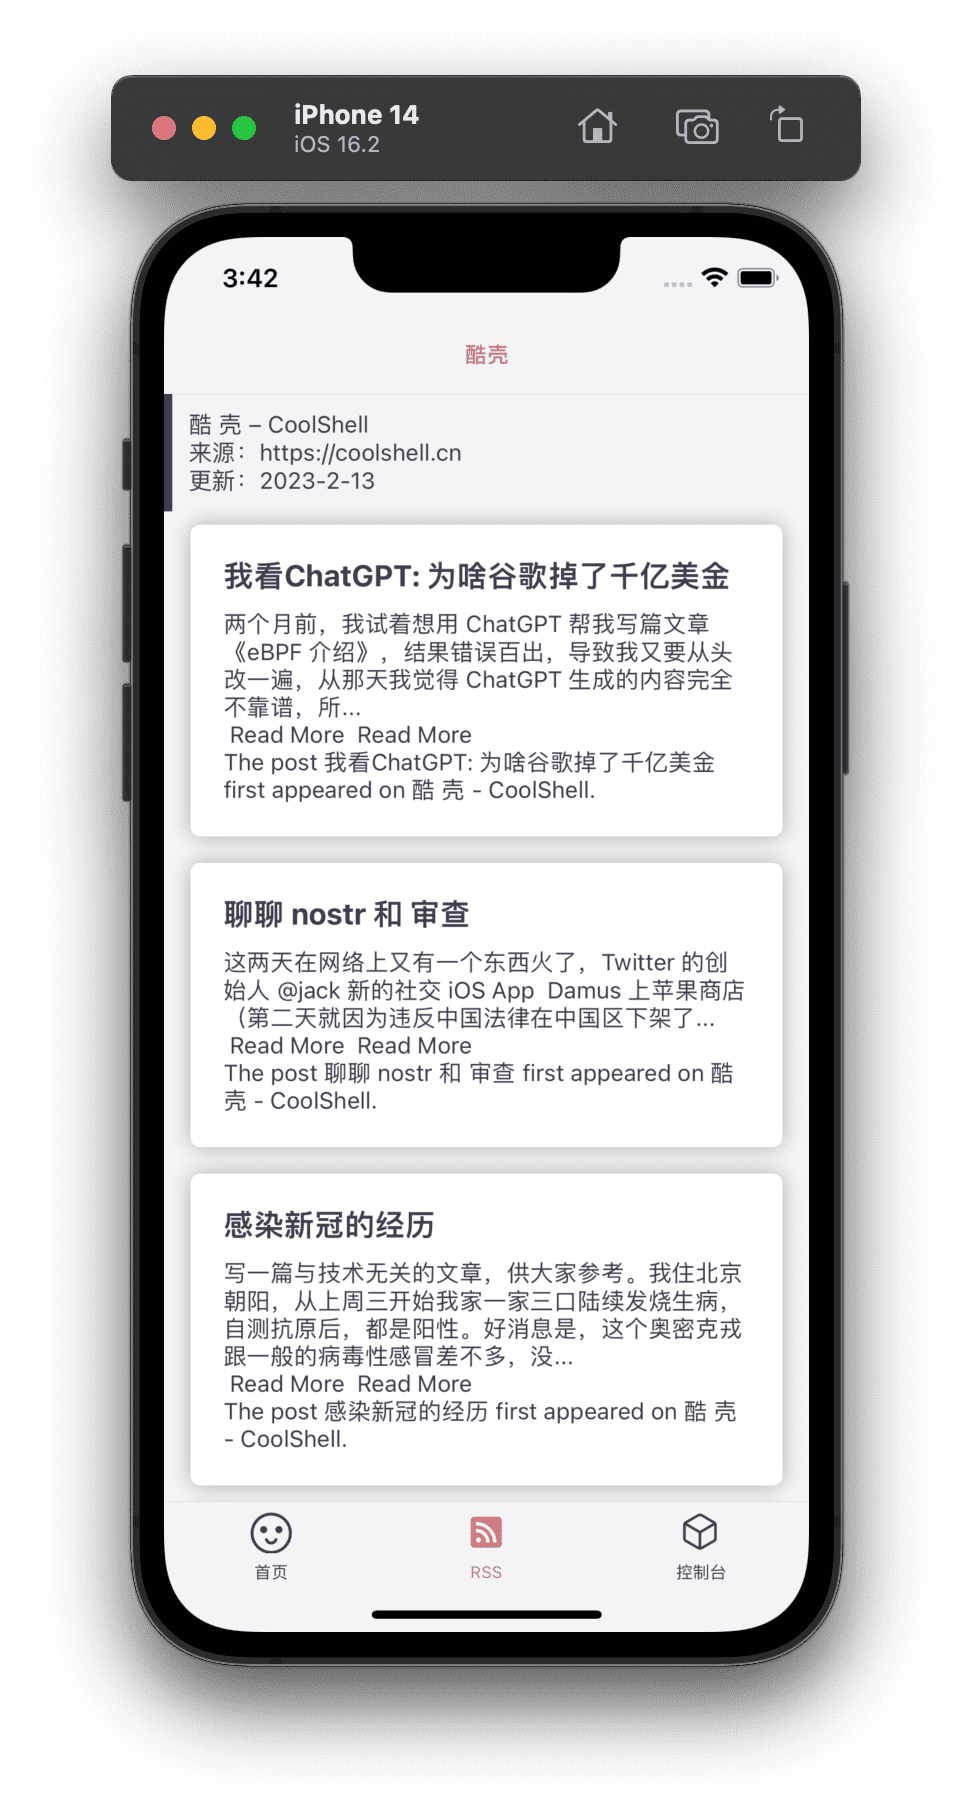 iPhone 14
iOS 16.2
3:42
酷壳
酷 壳 – CoolShell
来源：https://coolshell.cn
更新：2023-2-13
我看ChatGPT: 为啥谷歌掉了千亿美金
两个月前，我试着想用 ChatGPT 帮我写篇文章
《eBPF 介绍》，结果错误百出，导致我又要从头
改一遍，从那天我觉得 ChatGPT 生成的内容完全
不靠谱，所...
Read More  Read More
The post 我看ChatGPT: 为啥谷歌掉了千亿美金
first appeared on 酷 壳 - CoolShell.
聊聊 nostr 和 审查
这两天在网络上又有一个东西火了，Twitter 的创
始人 @jack 新的社交 iOS App  Damus 上苹果商店
（第二天就因为违反中国法律在中国区下架了...
Read More  Read More
The post 聊聊 nostr 和 审查 first appeared on 酷
壳 - CoolShell.
感染新冠的经历
写一篇与技术无关的文章，供大家参考。我住北京
朝阳，从上周三开始我家一家三口陆续发烧生病，
自测抗原后，都是阳性。好消息是，这个奥密克戎
跟一般的病毒性感冒差不多，没...
Read More  Read More
The post 感染新冠的经历 first appeared on 酷 壳
- CoolShell.
首页
RSS
控制台